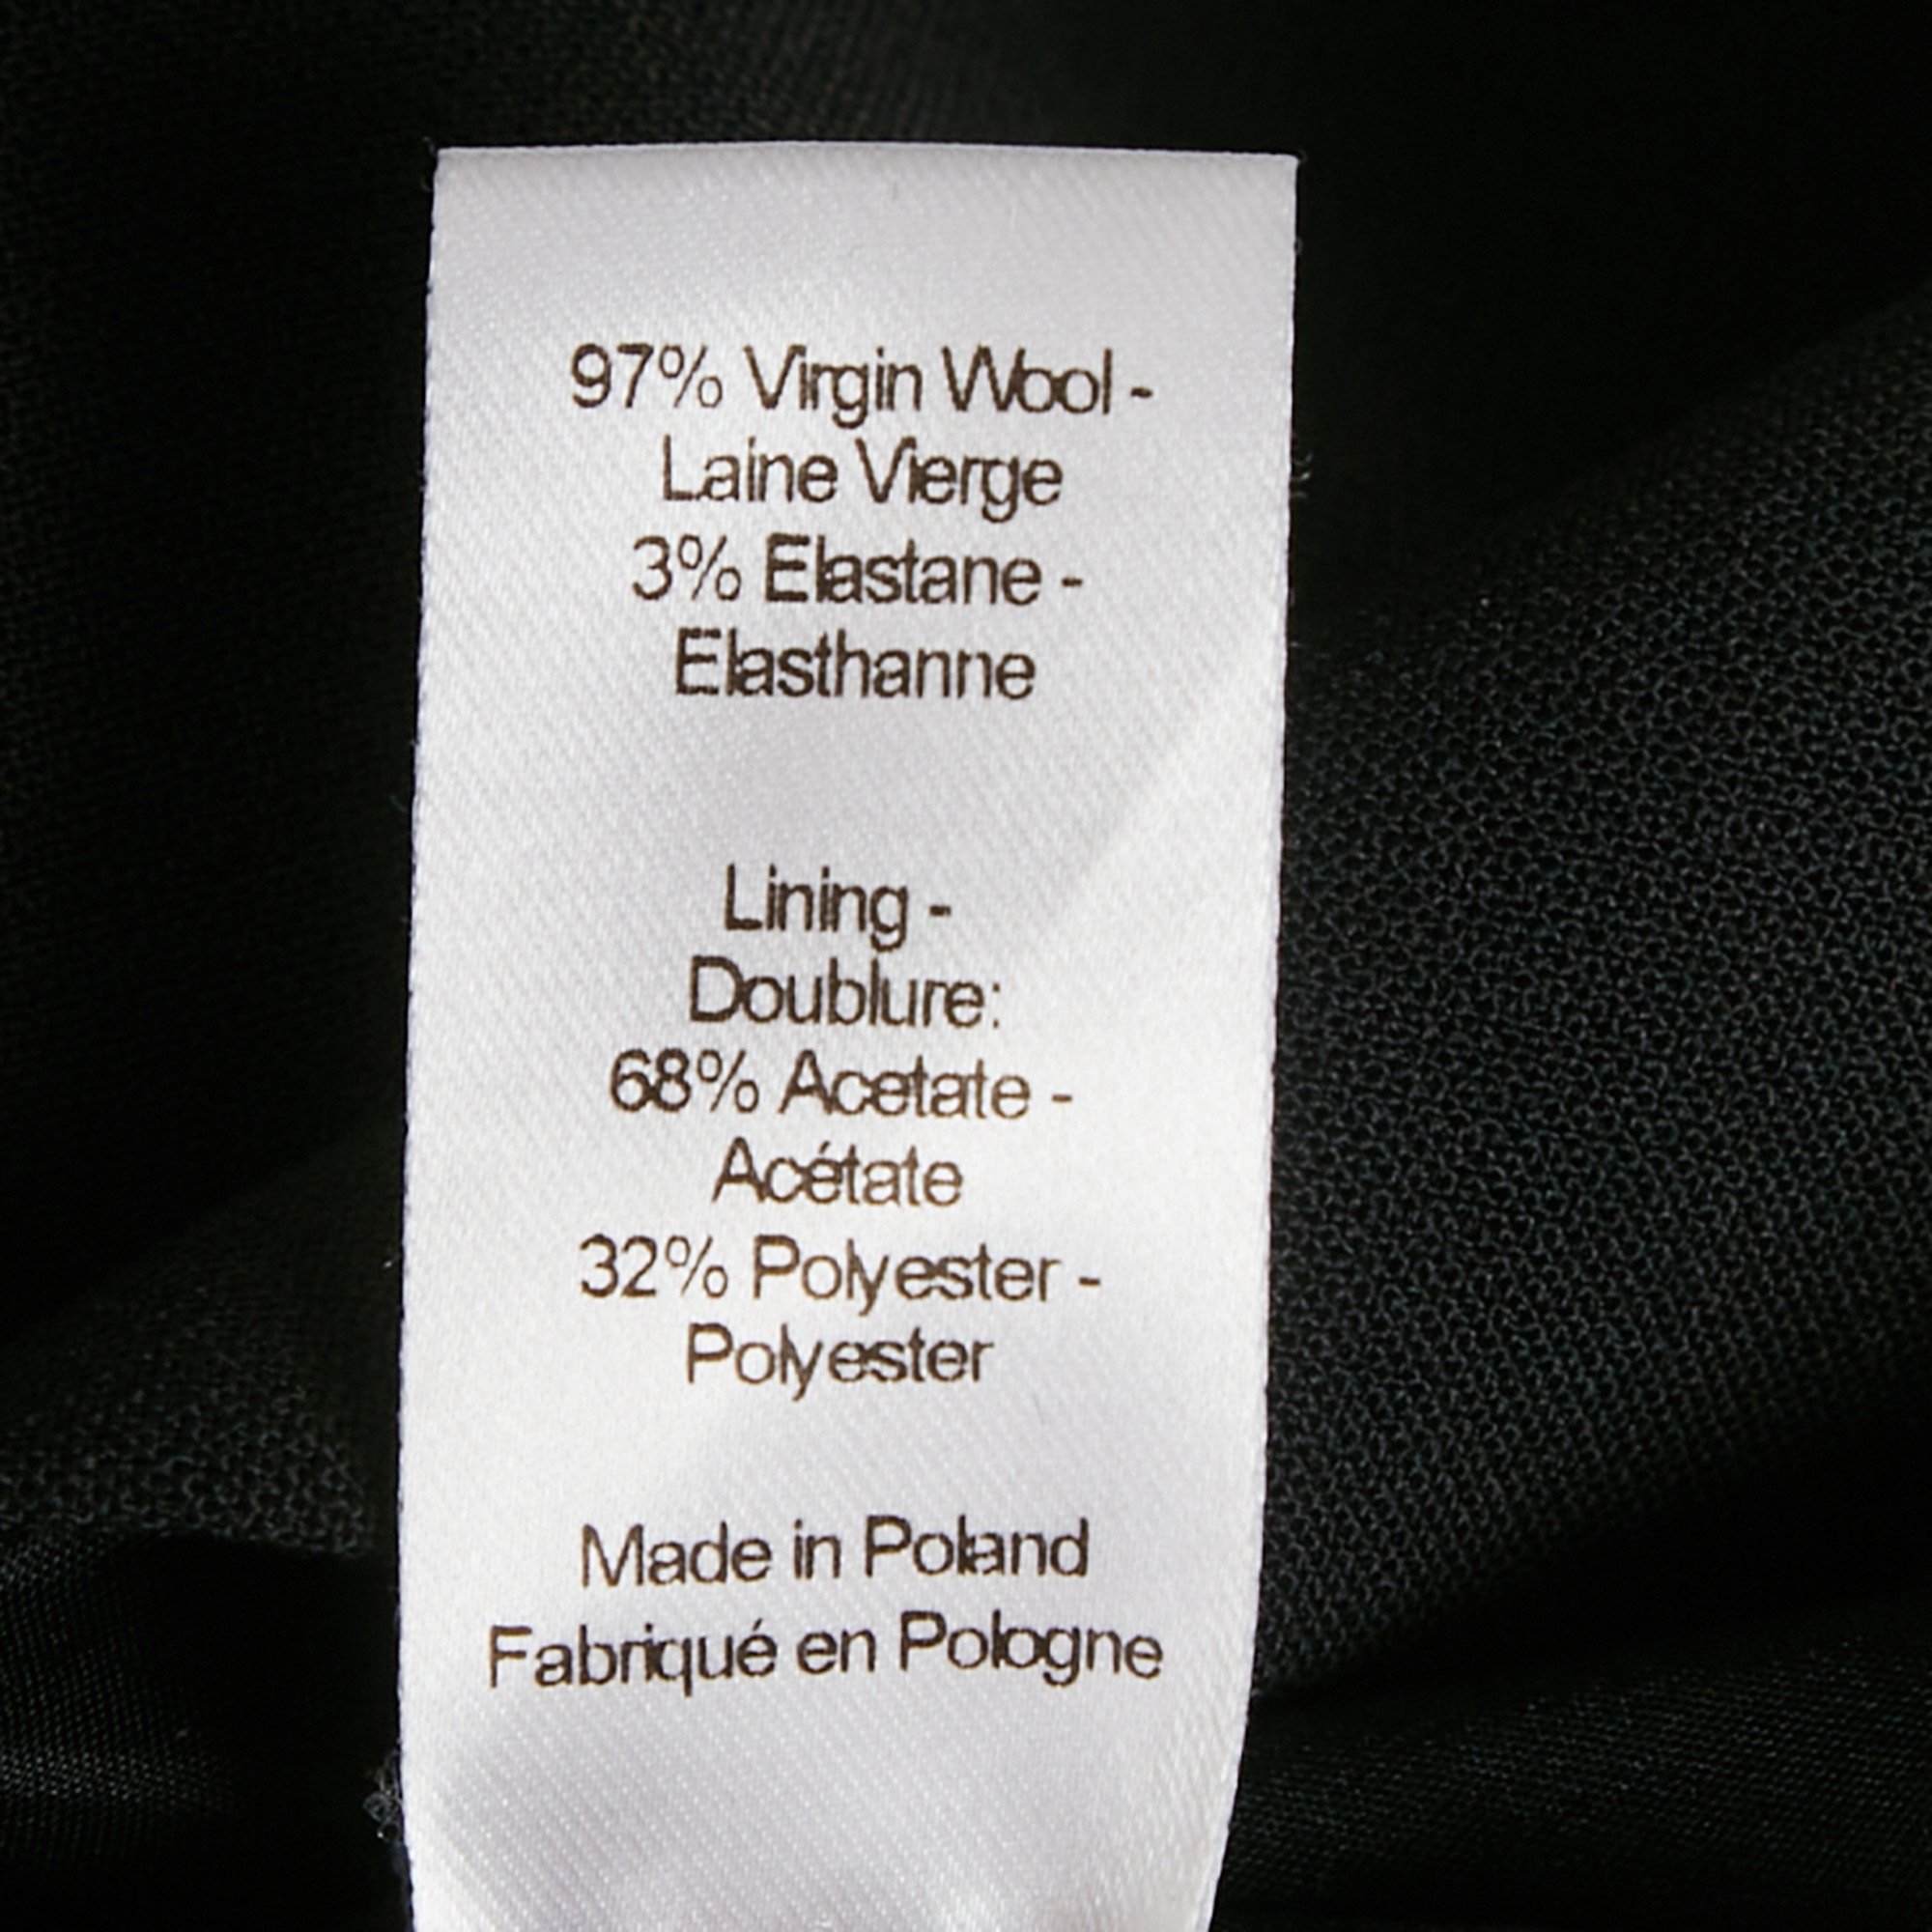 97% Virgin Wool -
Laine Vierge
3% Elastane -
Elasthanne
Lining -
Doublure:
68% Acetate -
Acétate
32% Polyester -
Polyester
Made in Poland
Fabriqué en Pologne